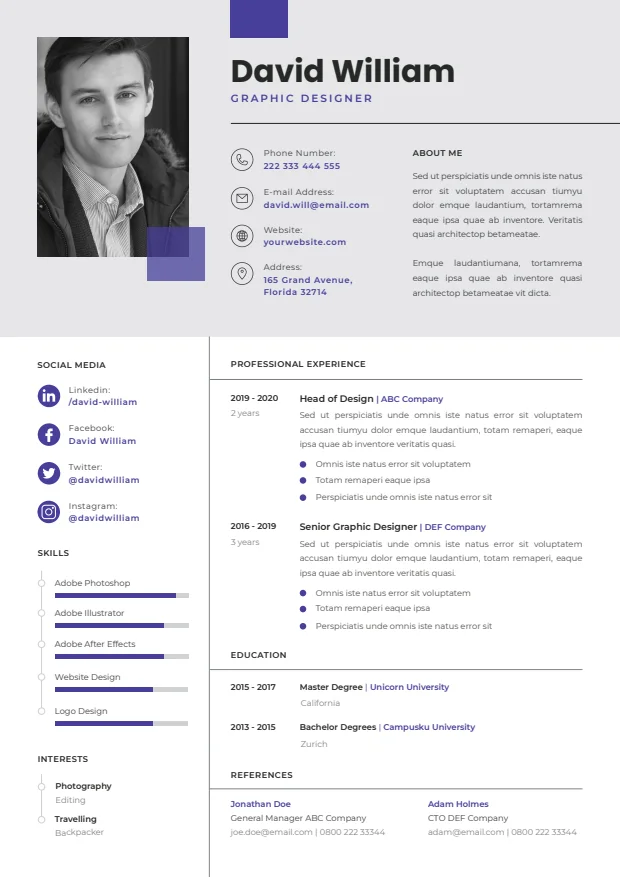 David William
GRAPHIC DESIGNER
Phone Number:
222 333 444 555
E-mail Address:
david.will@email.com
Website:
yourwebsite.com
Address:
165 Grand Avenue,
Florida 32714
ABOUT ME
Sed ut perspiciatis unde omnis iste natus
error sit voluptatem accusan tiumyu
dolor emque laudantium, tortamrema
eaque ipsa quae ab inventore. Veritatis
quasi architectop betameatae.
Emque laudantiumana, tortamrema
eaque ipsa quae ab inventore quasi
architectop betameatae vit dicta.
SOCIAL MEDIA
Linkedin:
/david-william
Facebook:
David William
Twitter:
@davidwilliam
Instagram:
@davidwilliam
SKILLS
Adobe Photoshop
Adobe Illustrator
Adobe After Effects
Website Design
Logo Design
INTERESTS
Photography
Editing
Travelling
Backpacker
PROFESSIONAL EXPERIENCE
2019 - 2020
2 years
Head of Design | ABC Company
Sed ut perspiciatis unde omnis iste natus error sit voluptatem
accusan tiumyu dolor emque laudantium, totam remaperi, eaque
ipsa quae ab inventore veritatis quasi.
Omnis iste natus error sit voluptatem
Totam remaperi eaque ipsa
Perspiciatis unde omnis iste natus error sit
2016 - 2019
3 years
Senior Graphic Designer | DEF Company
Sed ut perspiciatis unde omnis iste natus error sit voluptatem
accusan tiumyu dolor emque laudantium, totam remaperi, eaque
ipsa quae ab inventore veritatis quasi.
Omnis iste natus error sit voluptatem
Totam remaperi eaque ipsa
Perspiciatis unde omnis iste natus error sit
EDUCATION
2015 - 2017
Master Degree | Unicorn University
California
2013 - 2015
Bachelor Degrees | Campusku University
Zurich
REFERENCES
Jonathan Doe
General Manager ABC Company
joe.doe@email.com | 0800 222 33344
Adam Holmes
CTO DEF Company
adam@email.com | 0800 222 33344